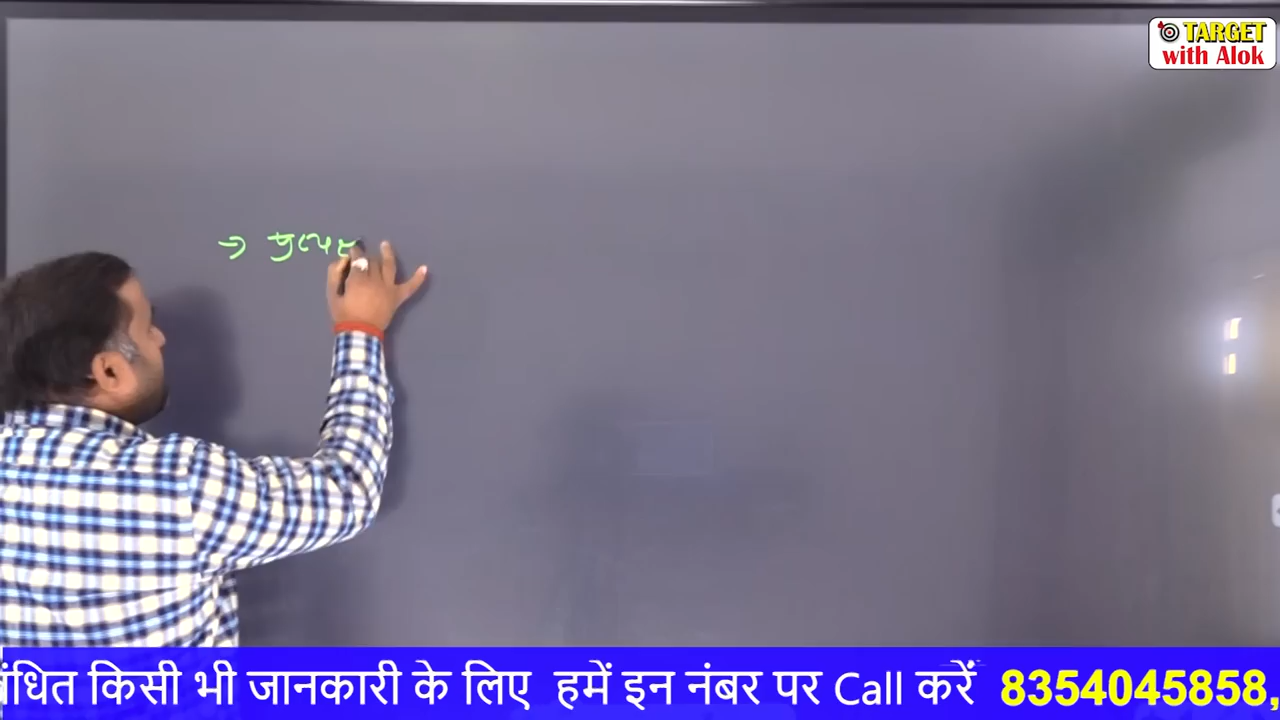 TARGET
with Alok
→
किसी भी जानकारी के लिए हमें इन नंबर पर Call करें 8354045858,